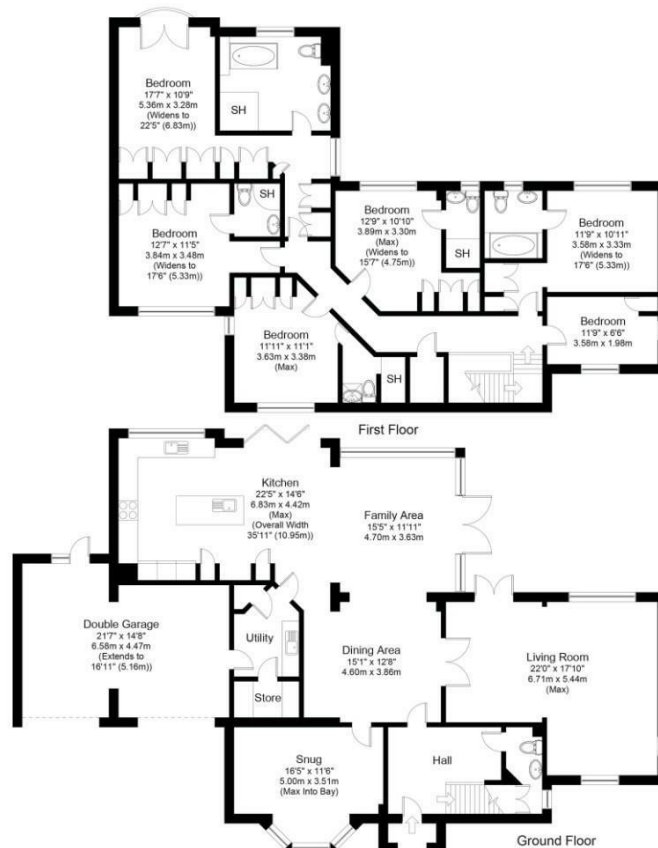 Bedroom
17'7" x 10'9"
5.36m x 3.28m
(Widens to
22'5" (6.83m))
SH
Bedroom
12'7" x 11'5"
3.84m x 3.48m
(Widens to
17'6" (5.33m))
SH
Bedroom
12'9" x 10'10"
3.89m x 3.30m
(Max)
(Widens to
15'7" (4.75m))
SH
Bedroom
11'9" x 10'11"
3.58m x 3.33m
(Widens to
17'6" (5.33m))
Bedroom
11'11" x 11'1"
3.63m x 3.38m
(Max)
SH
Bedroom
11'9" x 6'6"
3.58m x 1.98m
First Floor
Kitchen
22'5" x 14'6"
6.83m x 4.42m
(Max)
(Overall Width
35'11" (10.95m))
Family Area
15'5" x 11'11"
4.70m x 3.63m
Double Garage
21'7" x 14'8"
6.58m x 4.47m
(Extends to
16'11" (5.16m))
Utility
Store
Dining Area
15'1" x 12'8"
4.60m x 3.86m
Living Room
22'0" x 17'10"
6.71m x 5.44m
(Max)
Snug
16'5" x 11'6"
5.00m x 3.51m
(Max Into Bay)
Hall
Ground Floor